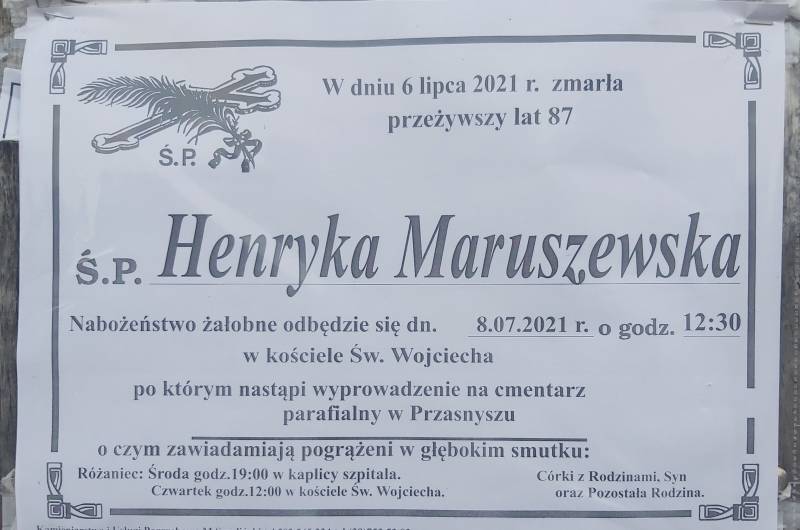 W dniu 6 lipca 2021 r. zmarła
przeżywszy lat 87
Ś.P.
Ś.P. Henryka Maruszewska
Nabożeństwo żałobne odbędzie się dn. 8.07.2021 r. o godz. 12:30
w kościele Św. Wojciecha
po którym nastąpi wyprowadzenie na cmentarz
parafialny w Przasnyszu
o czym zawiadamiają pogrążeni w głębokim smutku:
Różaniec: Środa godz.19:00 w kaplicy szpitala. Córki z Rodzinami, Syn
Czwartek godz.12:00 w kościele Św. Wojciecha. oraz Pozostała Rodzina.